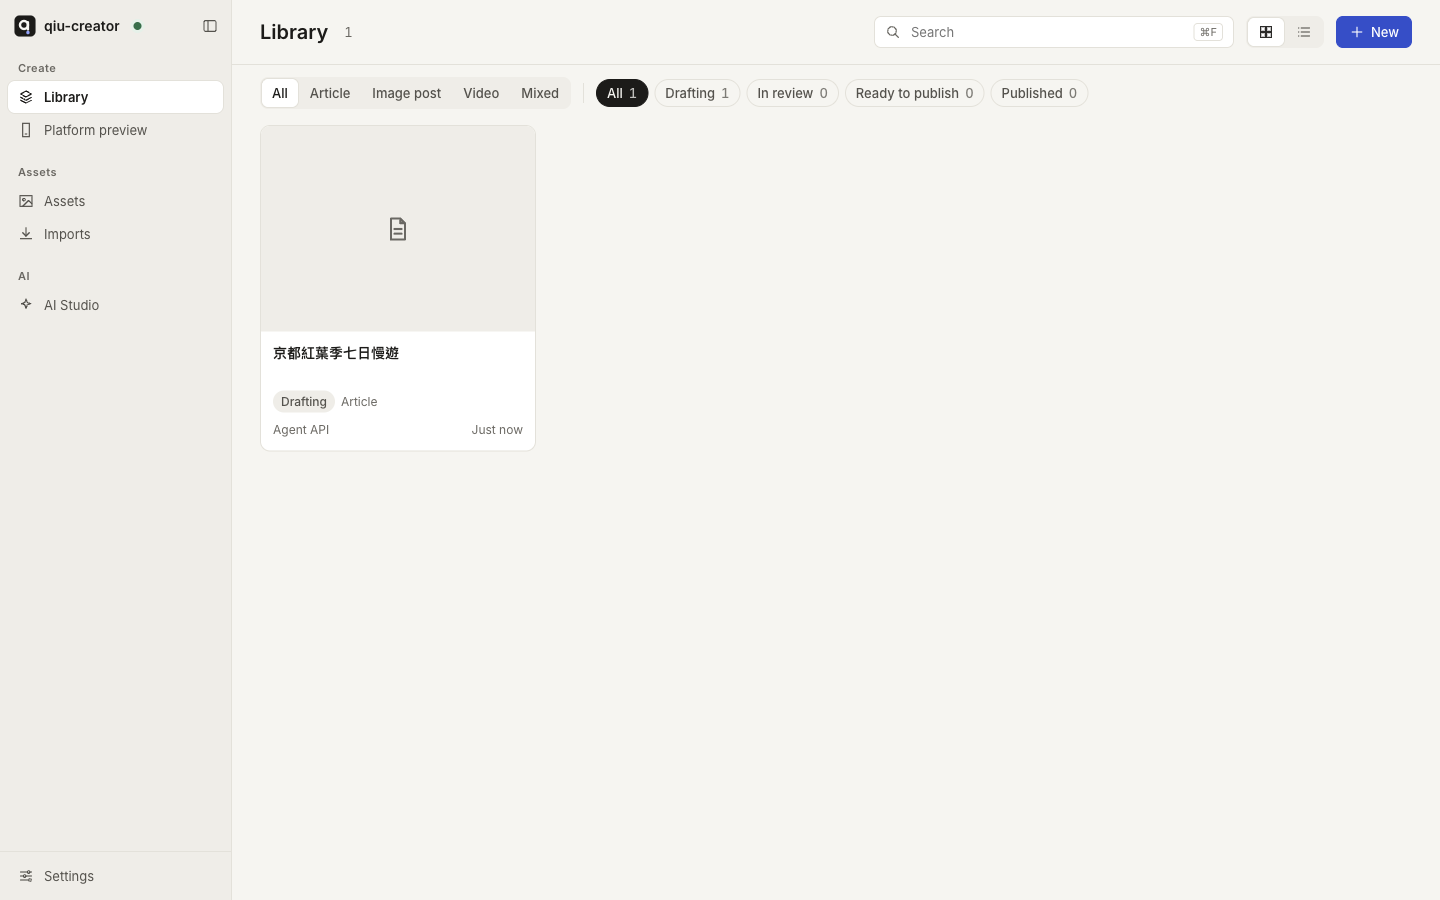 qiu-creator
Create
Library
Platform preview
Assets
Assets
Imports
AI
AI Studio
Settings
Library 1
Search ⌘F
New
All Article Image post Video Mixed
All 1 Drafting 1 In review 0 Ready to publish 0 Published 0
京都紅葉季七日慢遊
Drafting Article
Agent API Just now